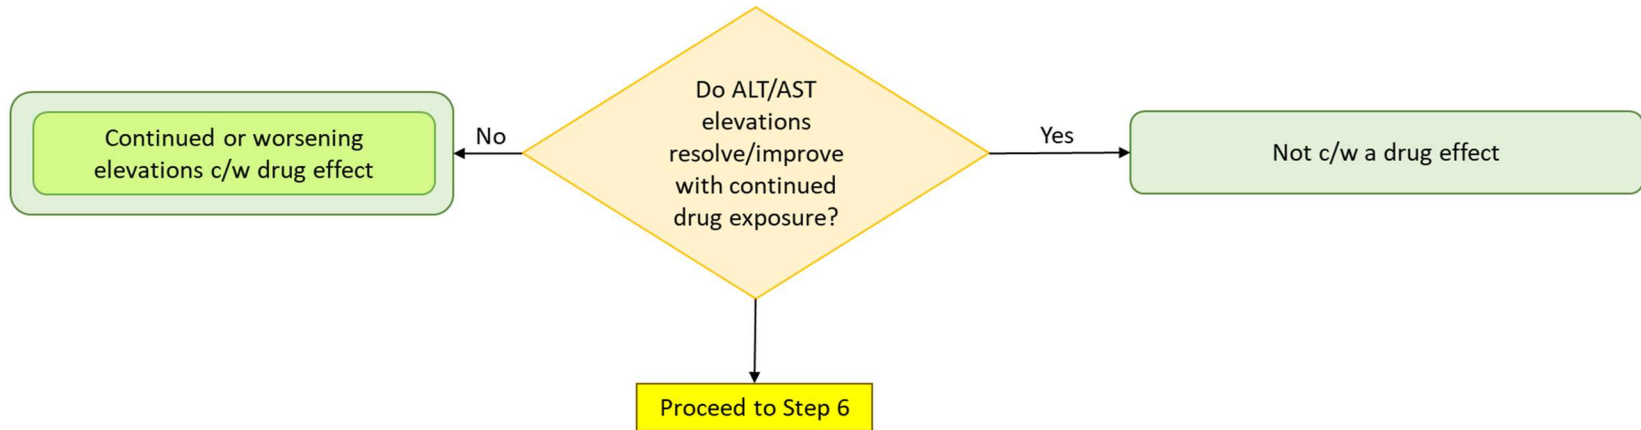 Do ALT/AST
elevations
resolve/improve
with continued
drug exposure?
No
Continued or worsening
elevations c/w drug effect
Yes
Not c/w a drug effect
Proceed to Step 6